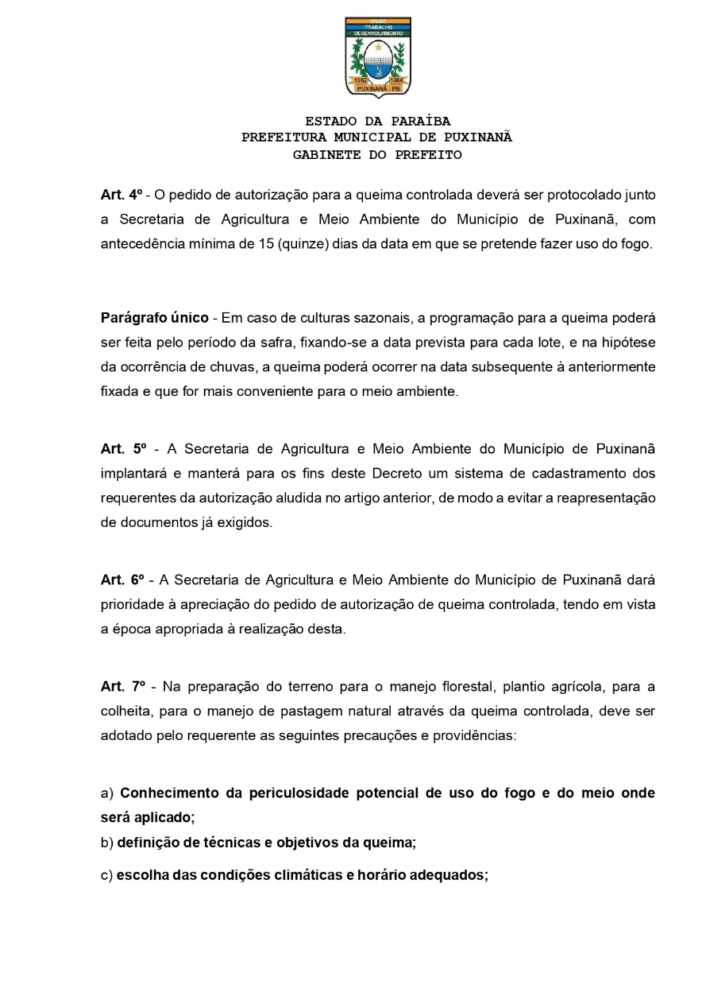 UNIÃO
TRABALHO
DESENVOLVIMENTO
1962 1984
PUXINANÃ - PB
ESTADO DA PARAÍBA
PREFEITURA MUNICIPAL DE PUXINANÃ
GABINETE DO PREFEITO
Art. 4º - O pedido de autorização para a queima controlada deverá ser protocolado junto
a Secretaria de Agricultura e Meio Ambiente do Município de Puxinanã, com
antecedência mínima de 15 (quinze) dias da data em que se pretende fazer uso do fogo.
Parágrafo único - Em caso de culturas sazonais, a programação para a queima poderá
ser feita pelo período da safra, fixando-se a data prevista para cada lote, e na hipótese
da ocorrência de chuvas, a queima poderá ocorrer na data subsequente à anteriormente
fixada e que for mais conveniente para o meio ambiente.
Art. 5º - A Secretaria de Agricultura e Meio Ambiente do Município de Puxinanã
implantará e manterá para os fins deste Decreto um sistema de cadastramento dos
requerentes da autorização aludida no artigo anterior, de modo a evitar a reapresentação
de documentos já exigidos.
Art. 6º - A Secretaria de Agricultura e Meio Ambiente do Município de Puxinanã dará
prioridade à apreciação do pedido de autorização de queima controlada, tendo em vista
a época apropriada à realização desta.
Art. 7º - Na preparação do terreno para o manejo florestal, plantio agrícola, para a
colheita, para o manejo de pastagem natural através da queima controlada, deve ser
adotado pelo requerente as seguintes precauções e providências:
a) Conhecimento da periculosidade potencial de uso do fogo e do meio onde
será aplicado;
b) definição de técnicas e objetivos da queima;
c) escolha das condições climáticas e horário adequados;